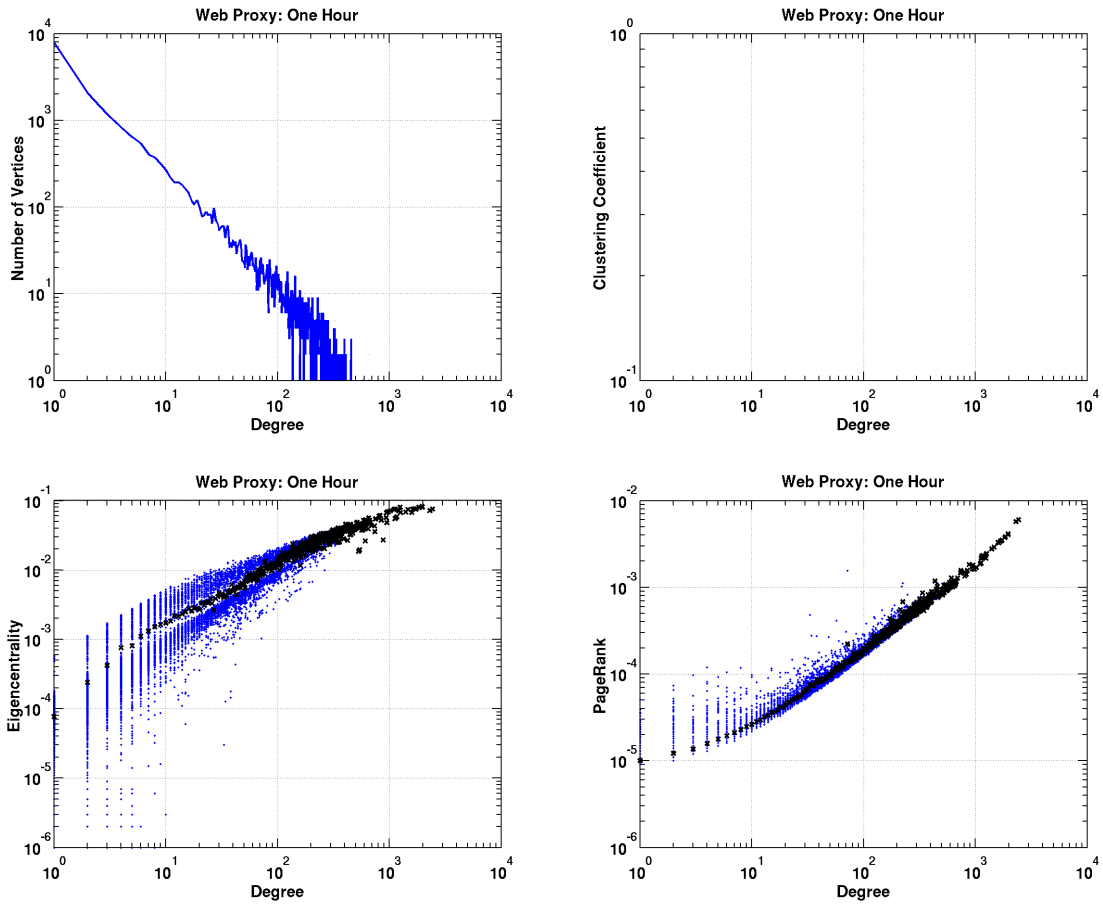 Web Proxy: One Hour
Number of Vertices
10^4
10^3
10^2
10^1
10^0
10^0 10^1 10^2 10^3 10^4
Degree
Web Proxy: One Hour
Clustering Coefficient
10^0
10^-1
10^0 10^1 10^2 10^3 10^4
Degree
Web Proxy: One Hour
Eigencentrality
10^-1
10^-2
10^-3
10^-4
10^-5
10^-6
10^0 10^1 10^2 10^3 10^4
Degree
Web Proxy: One Hour
PageRank
10^-2
10^-3
10^-4
10^-5
10^-6
10^0 10^1 10^2 10^3 10^4
Degree